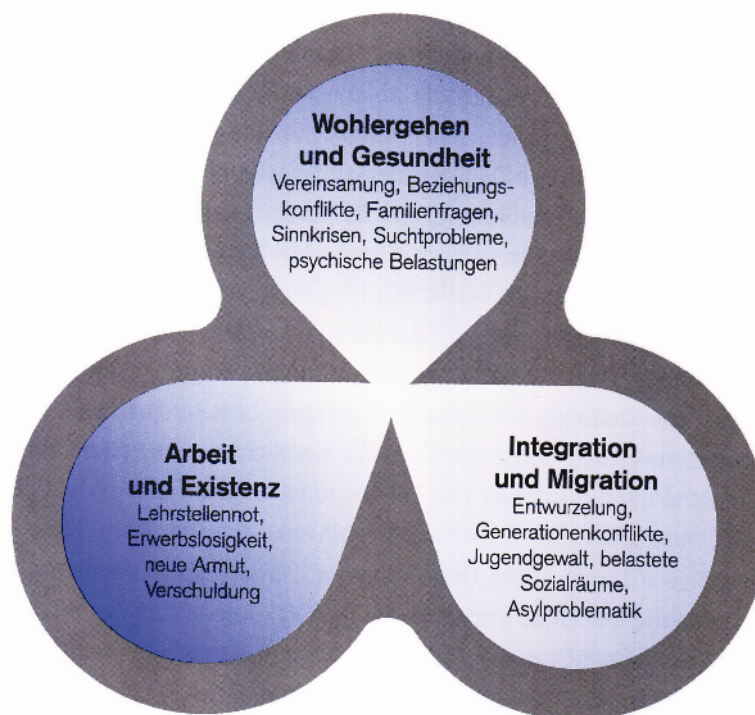 Wohlergehen
und Gesundheit
Vereinsamung, Beziehungs-
konflikte, Familienfragen,
Sinnkrisen, Suchtprobleme,
psychische Belastungen
Arbeit
und Existenz
Lehrstellennot,
Erwerbslosigkeit,
neue Armut,
Verschuldung
Integration
und Migration
Entwurzelung,
Generationenkonflikte,
Jugendgewalt, belastete
Sozialräume,
Asylproblematik